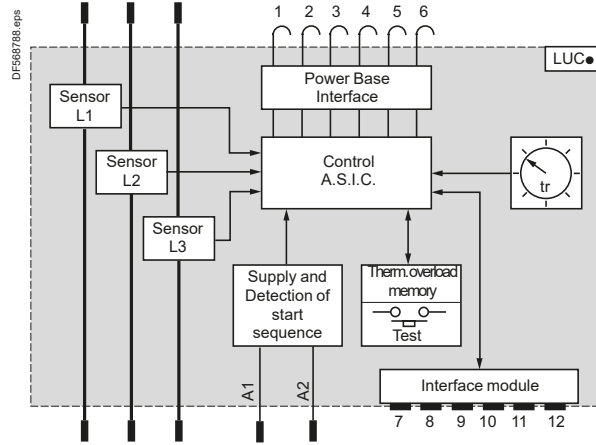 DF568788.eps
1 2 3 4 5 6
LUC●
Power Base
Interface
Sensor
L1
Sensor
L2
Sensor
L3
Control
A.S.I.C.
tr
Supply and
Detection of
start
sequence
Therm.overload
memory
Test
A1
A2
Interface module
7 8 9 10 11 12